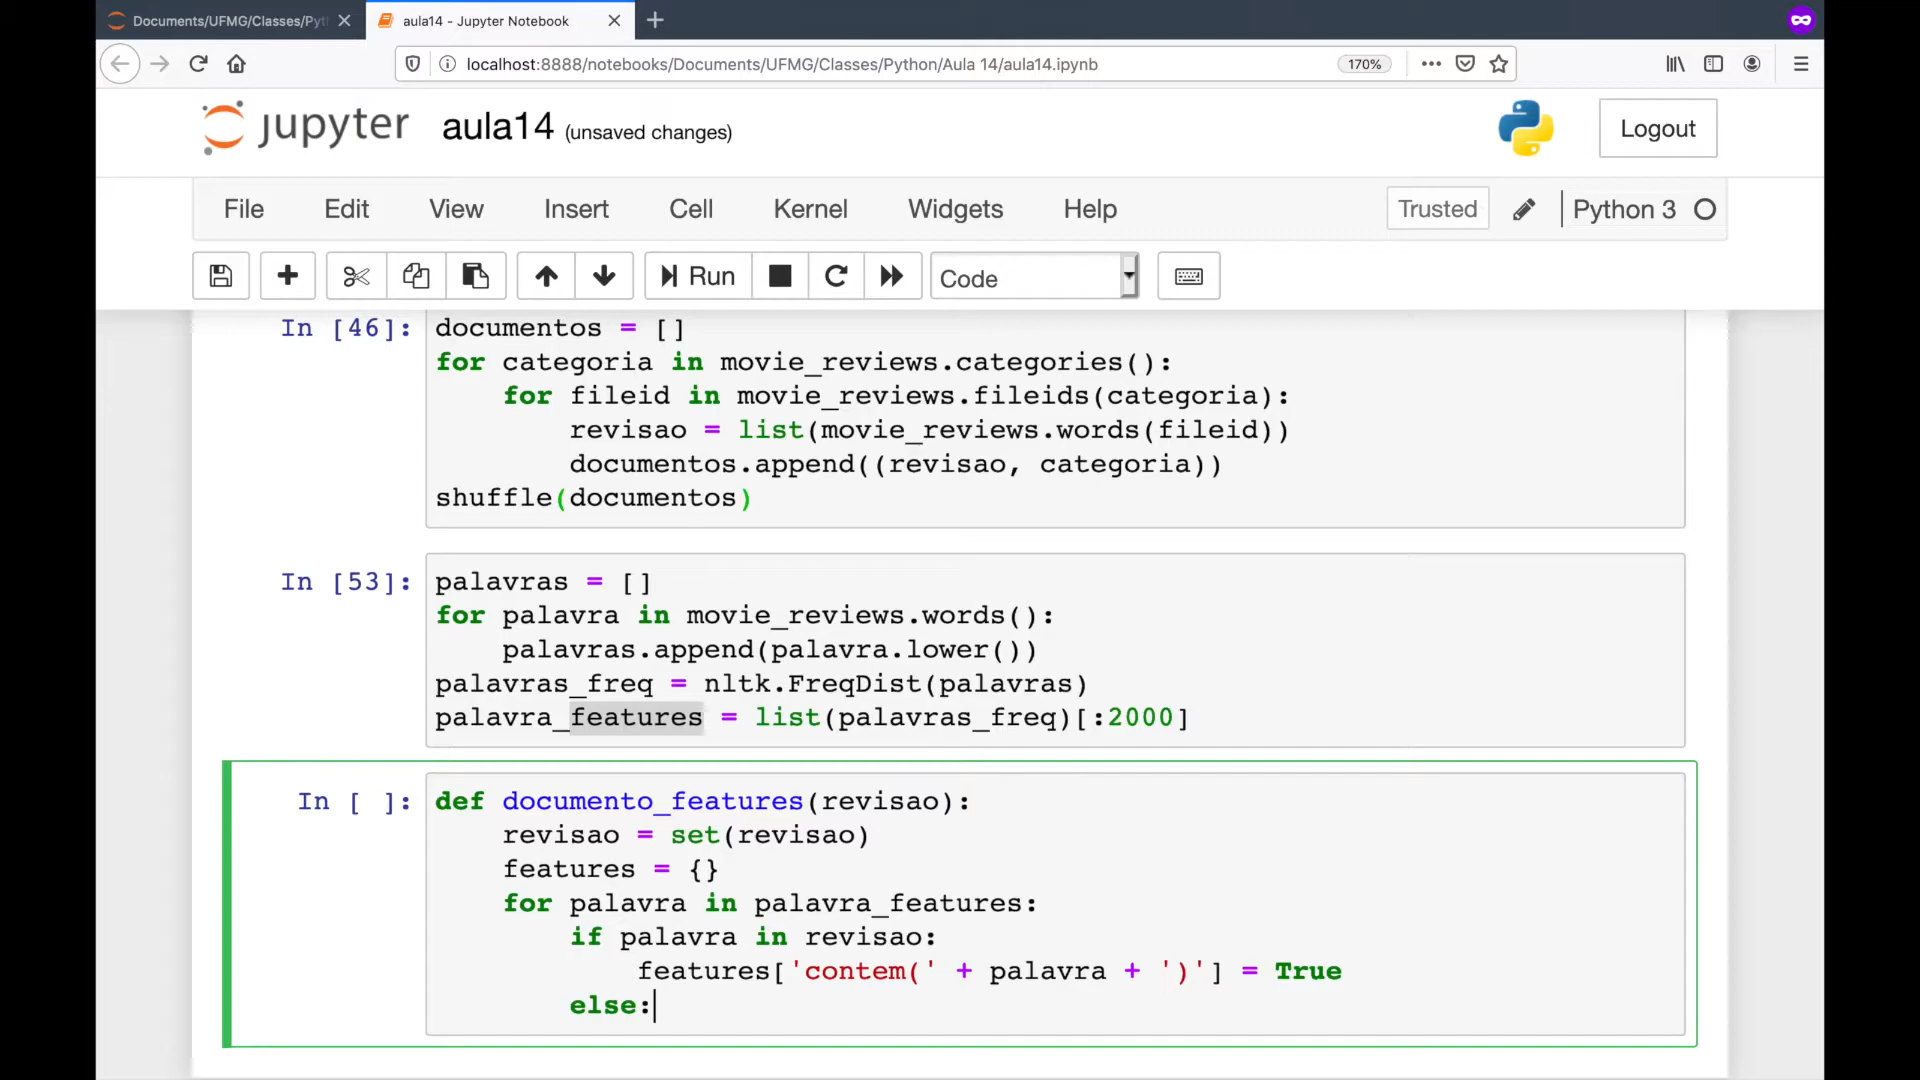 Documents/UFMG/Classes/Pyt
aula14 - Jupyter Notebook
localhost:8888/notebooks/Documents/UFMG/Classes/Python/Aula 14/aula14.ipynb
170%
jupyter aula14 (unsaved changes)
Logout
File Edit View Insert Cell Kernel Widgets Help
Trusted
Python 3
Run
Code
In [46]: documentos = []
for categoria in movie_reviews.categories():
    for fileid in movie_reviews.fileids(categoria):
        revisao = list(movie_reviews.words(fileid))
        documentos.append((revisao, categoria))
shuffle(documentos)
In [53]: palavras = []
for palavra in movie_reviews.words():
    palavras.append(palavra.lower())
palavras_freq = nltk.FreqDist(palavras)
palavra_features = list(palavras_freq)[:2000]
In [ ]: def documento_features(revisao):
    revisao = set(revisao)
    features = {}
    for palavra in palavra_features:
        if palavra in revisao:
            features['contem(' + palavra + ')'] = True
        else: